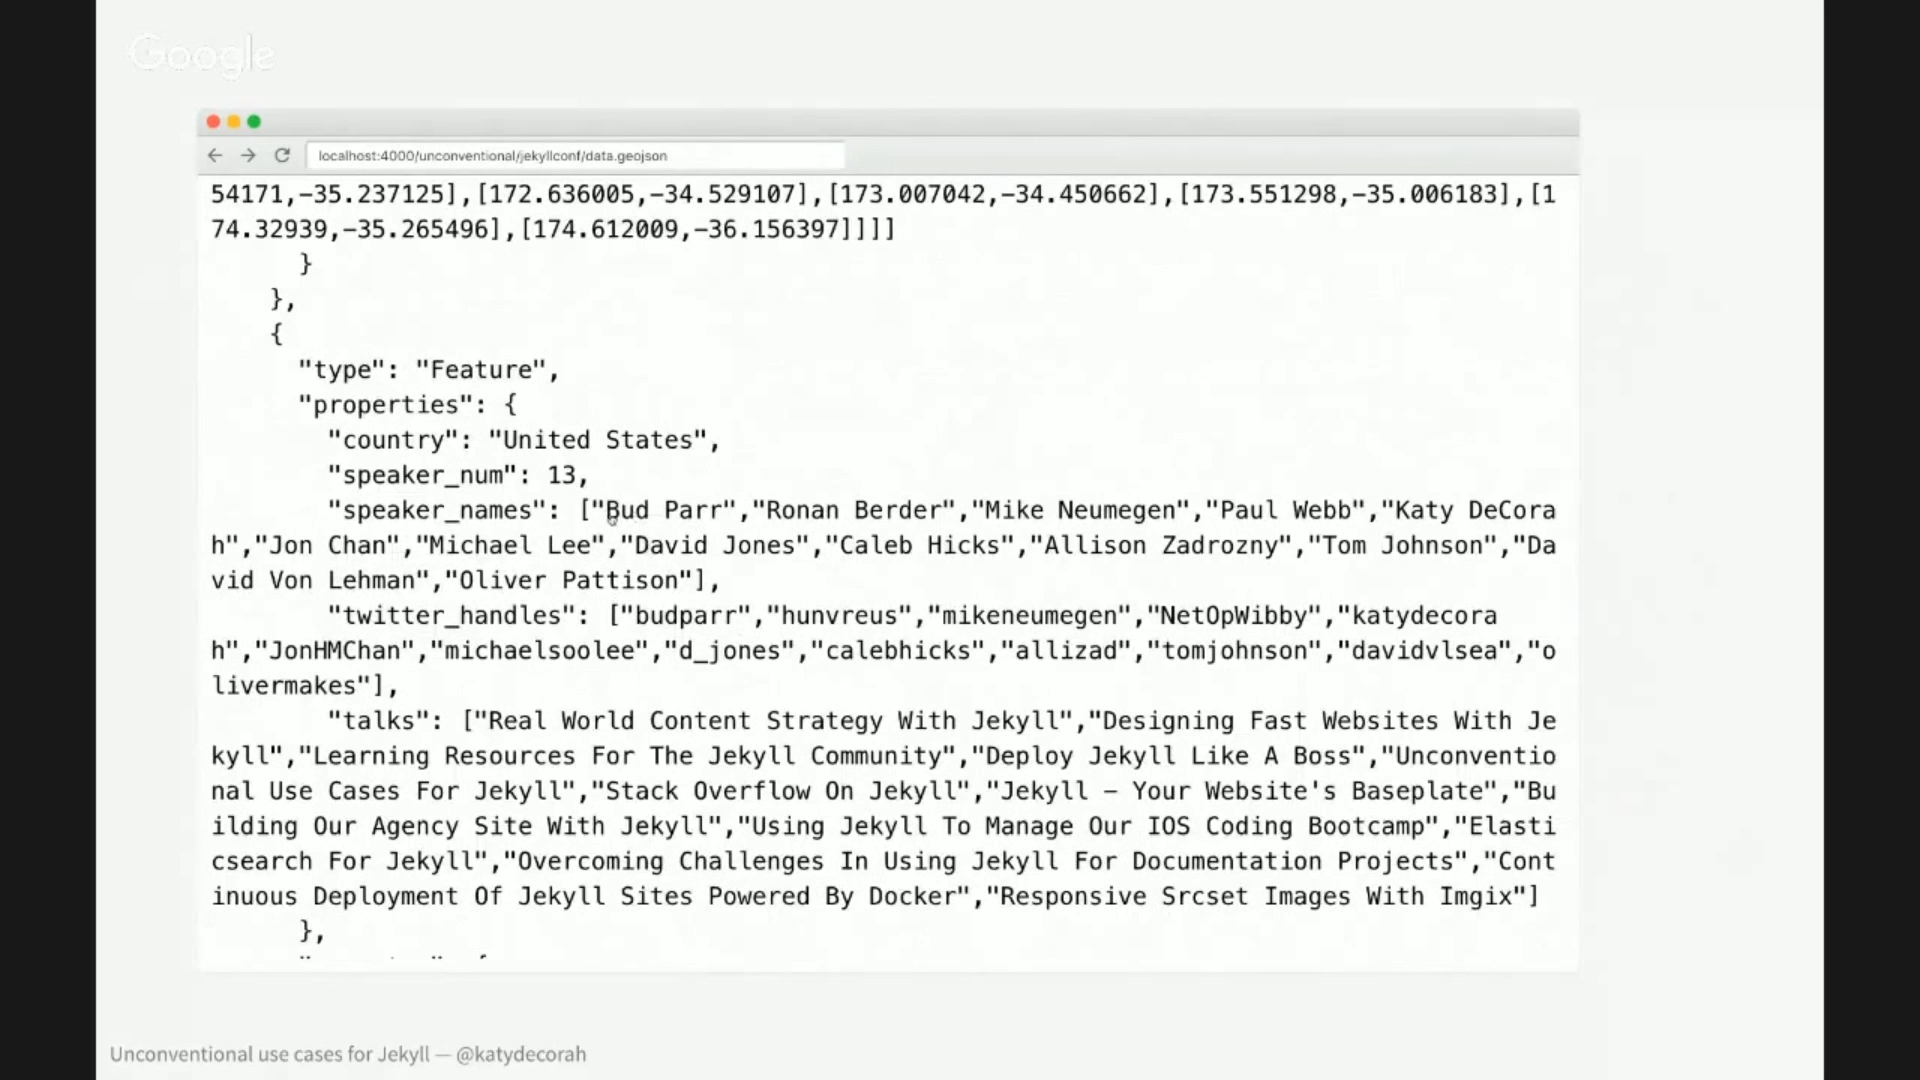 Google
localhost:4000/unconventional/jekyllconf/data.geojson
54171,−35.237125],[172.636005,−34.529107],[173.007042,−34.450662],[173.551298,−35.006183],[1
74.32939,−35.265496],[174.612009,−36.156397]]]]
}
},
{
"type": "Feature",
"properties": {
"country": "United States",
"speaker_num": 13,
"speaker_names": ["Bud Parr","Ronan Berder","Mike Neumegen","Paul Webb","Katy DeCora
h","Jon Chan","Michael Lee","David Jones","Caleb Hicks","Allison Zadrozny","Tom Johnson","Da
vid Von Lehman","Oliver Pattison"],
"twitter_handles": ["budparr","hunvreus","mikeneumegen","NetOpWibby","katydecora
h","JonHMChan","michaelsoolee","d_jones","calebhicks","allizad","tomjohnson","davidvlsea","o
livermakes"],
"talks": ["Real World Content Strategy With Jekyll","Designing Fast Websites With Je
kyll","Learning Resources For The Jekyll Community","Deploy Jekyll Like A Boss","Unconventio
nal Use Cases For Jekyll","Stack Overflow On Jekyll","Jekyll – Your Website's Baseplate","Bu
ilding Our Agency Site With Jekyll","Using Jekyll To Manage Our IOS Coding Bootcamp","Elasti
csearch For Jekyll","Overcoming Challenges In Using Jekyll For Documentation Projects","Cont
inuous Deployment Of Jekyll Sites Powered By Docker","Responsive Srcset Images With Imgix"]
},
Unconventional use cases for Jekyll — @katydecorah